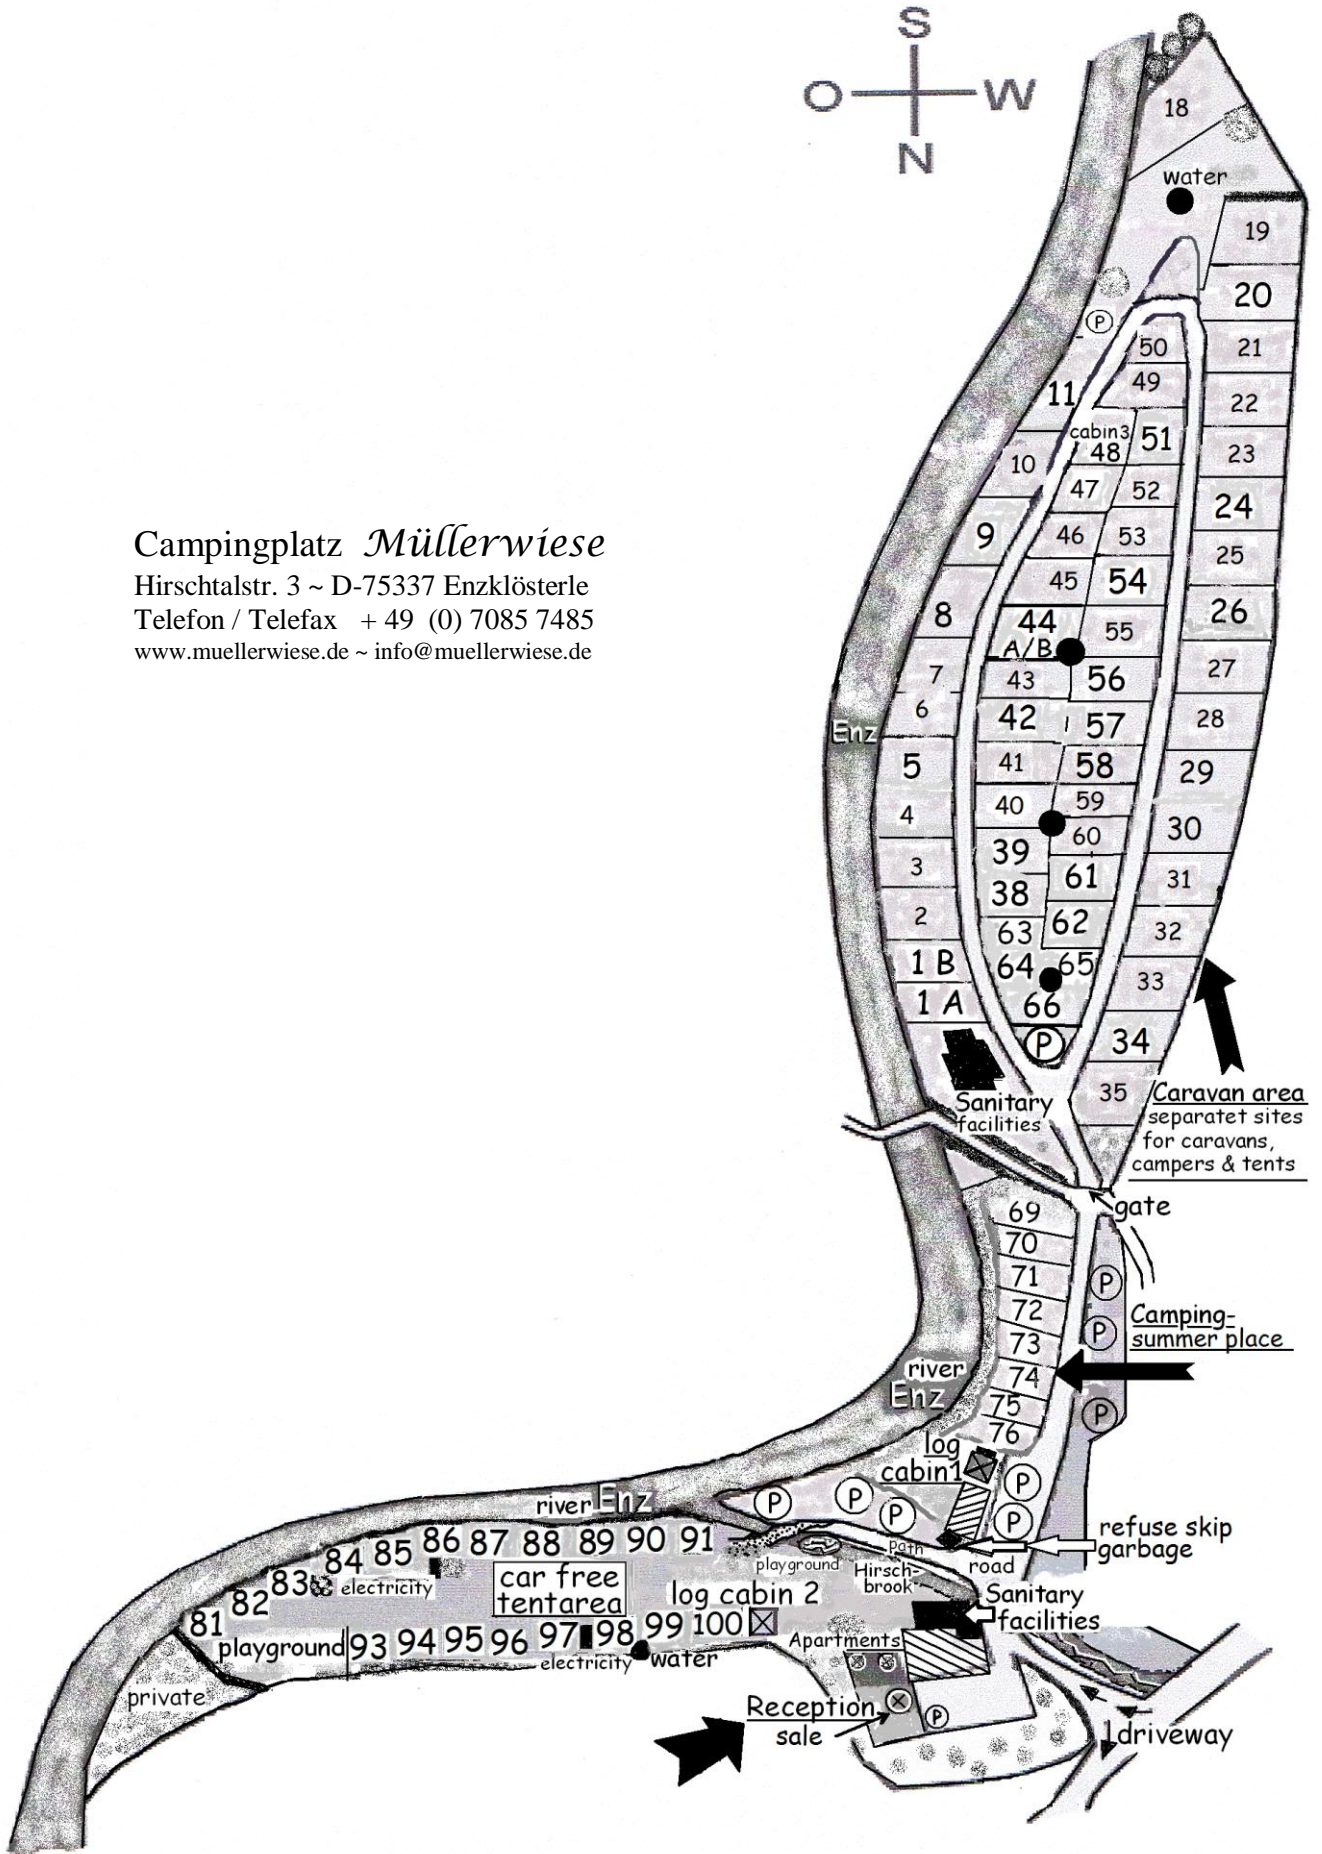 S
O W
N
18
water
19
20
P
50
21
49
11
22
cabin3
48
51
23
10
47
52
24
9
46
53
25
Campingplatz Müllerwiese
Hirschtalstr. 3 ~ D-75337 Enzklösterle
Telefon / Telefax + 49 (0) 7085 7485
www.muellerwiese.de ~ info@muellerwiese.de
45
54
8
44
A/B
55
26
7
43
56
27
6
42
57
28
Enz
5
41
58
29
4
40
59
30
60
3
39
61
31
38
2
63
62
32
1 B
64
65
33
1 A
66
P
34
35
Sanitary
facilities
Caravan area
separatet sites
for caravans,
campers & tents
gate
69
70
71
P
72
P
Camping-
summer place
73
river
Enz
74
75
P
76
log
cabin1
P
P
P
P
P
river Enz
path
road
refuse skip
garbage
81
82
83
84
85
86
87
88
89
90
91
playground
Hirsch-
brook
electricity
car free
tentarea
log cabin 2
Sanitary
facilities
playground
93
94
95
96
97
98
99
100
electricity
water
Apartments
private
Reception
sale
P
driveway